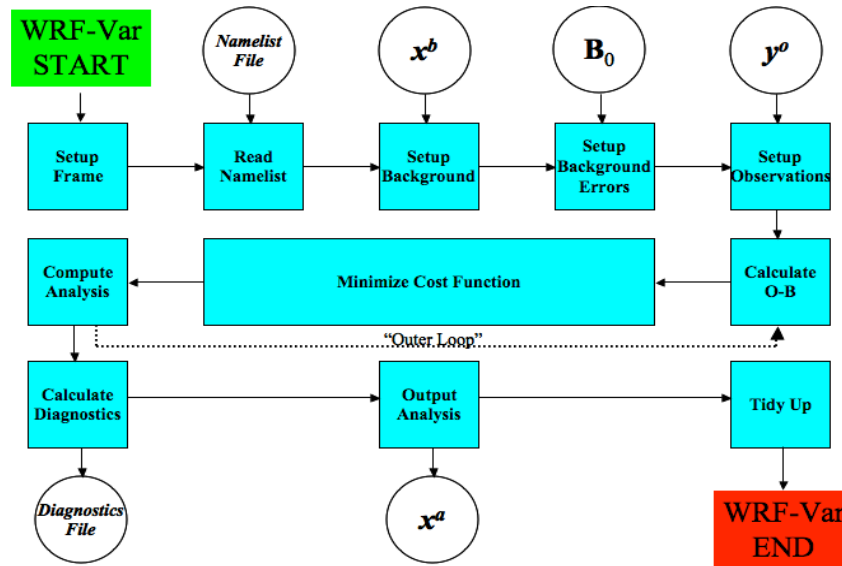 WRF-Var
START
Namelist
File
x^b
B₀
y^o
Setup
Frame
Read
Namelist
Setup
Background
Setup
Background
Errors
Setup
Observations
Compute
Analysis
Minimize Cost Function
Calculate
O-B
“Outer Loop”
Calculate
Diagnostics
Output
Analysis
Tidy Up
Diagnostics
File
x^a
WRF-Var
END